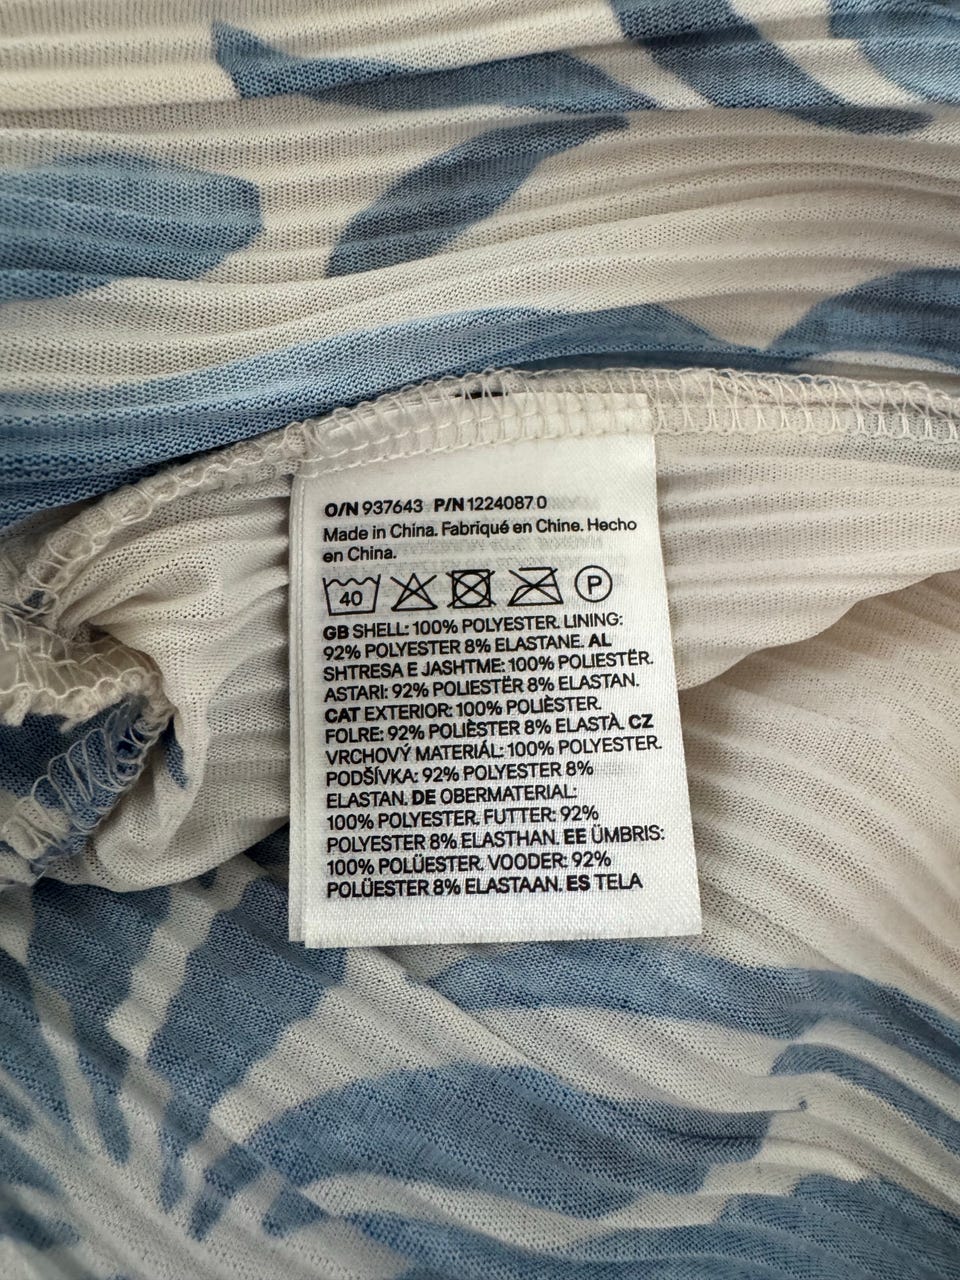 O/N 937643 P/N 1224087 0
Made in China. Fabriqué en Chine. Hecho
en China.
40 P
GB SHELL: 100% POLYESTER. LINING:
92% POLYESTER 8% ELASTANE. AL
SHTRESA E JASHTME: 100% POLIESTËR.
ASTARI: 92% POLIESTËR 8% ELASTAN.
CAT EXTERIOR: 100% POLIÈSTER.
FOLRE: 92% POLIÈSTER 8% ELASTÀ. CZ
VRCHOVÝ MATERIÁL: 100% POLYESTER.
PODŠÍVKA: 92% POLYESTER 8%
ELASTAN. DE OBERMATERIAL:
100% POLYESTER. FUTTER: 92%
POLYESTER 8% ELASTHAN. EE ÜMBRIS:
100% POLÜESTER. VOODER: 92%
POLÜESTER 8% ELASTAAN. ES TELA